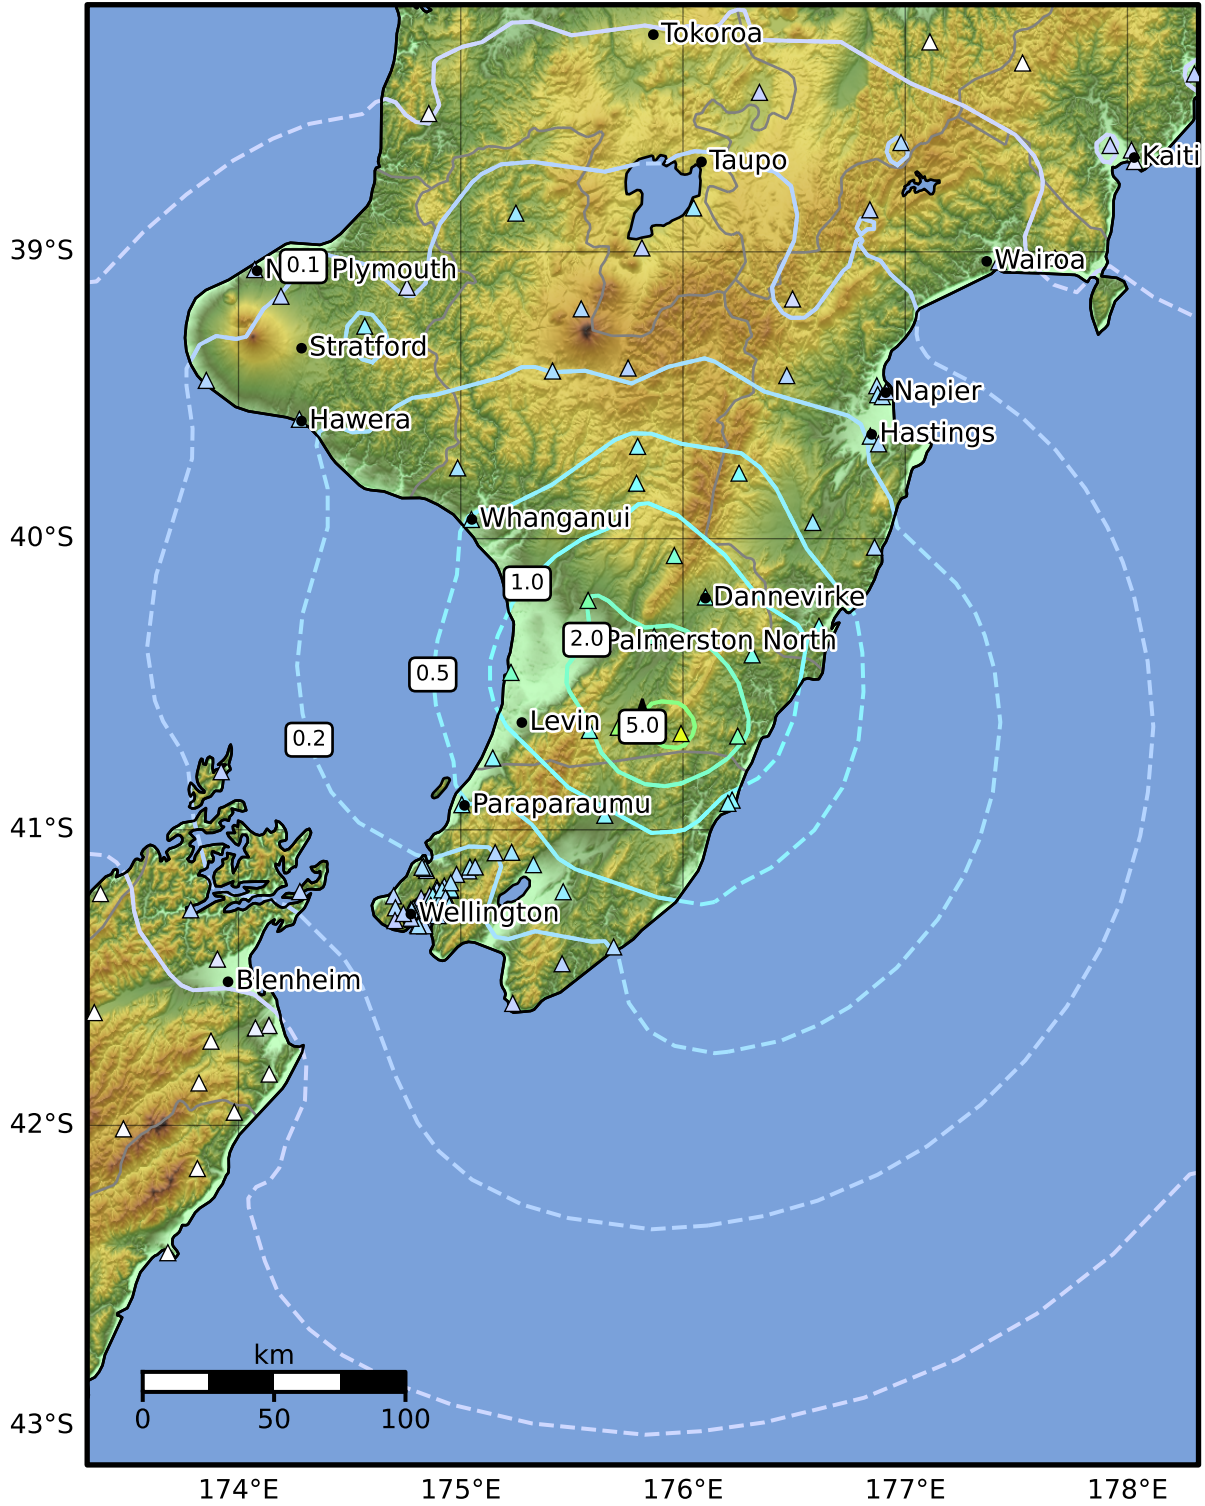 Tokoroa
Taupo
Kaiti
39°S
Wairoa
N
0.1
Plymouth
Stratford
Napier
Hawera
Hastings
Whanganui
40°S
1.0
Dannevirke
2.0
Palmerston North
0.5
Levin
5.0
0.2
Paraparaumu
41°S
Wellington
Blenheim
42°S
km
0
50
100
43°S
174°E
175°E
176°E
177°E
178°E